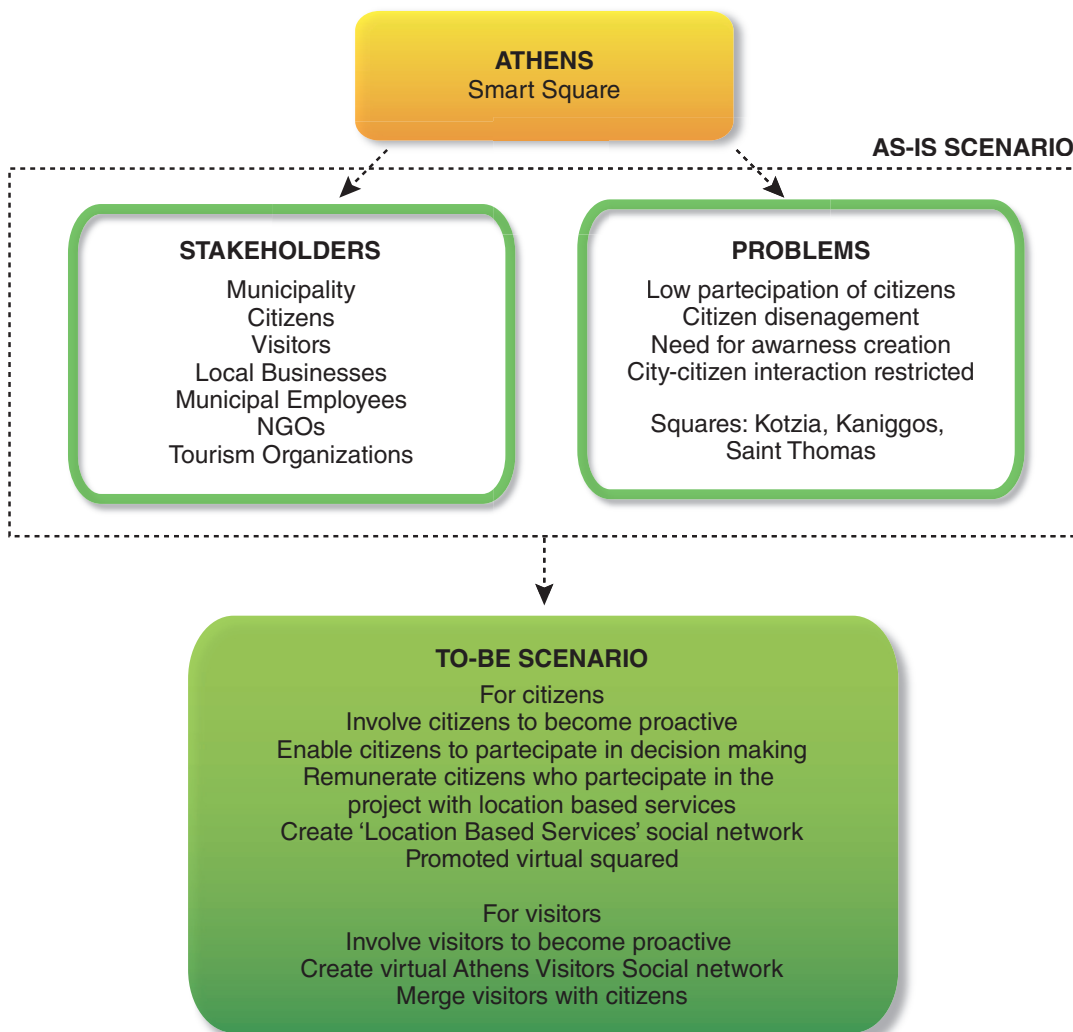 ATHENS
Smart Square
AS-IS SCENARIO
STAKEHOLDERS
Municipality
Citizens
Visitors
Local Businesses
Municipal Employees
NGOs
Tourism Organizations
PROBLEMS
Low partecipation of citizens
Citizen disenagement
Need for awarness creation
City-citizen interaction restricted
Squares: Kotzia, Kaniggos,
Saint Thomas
TO-BE SCENARIO
For citizens
Involve citizens to become proactive
Enable citizens to partecipate in decision making
Remunerate citizens who partecipate in the
project with location based services
Create ‘Location Based Services’ social network
Promoted virtual squared
For visitors
Involve visitors to become proactive
Create virtual Athens Visitors Social network
Merge visitors with citizens